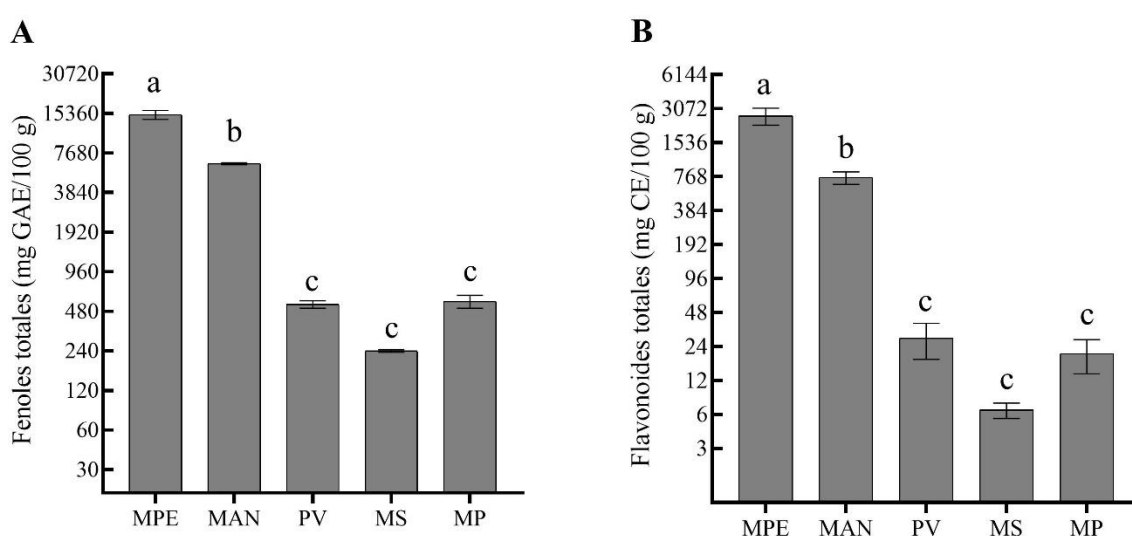 A
Fenoles totales (mg GAE/100 g)
30720
15360
7680
3840
1920
960
480
240
120
60
30
a
b
c
c
c
MPE MAN PV MS MP
B
Flavonoides totales (mg CE/100 g)
6144
3072
1536
768
384
192
96
48
24
12
6
3
a
b
c
c
c
MPE MAN PV MS MP